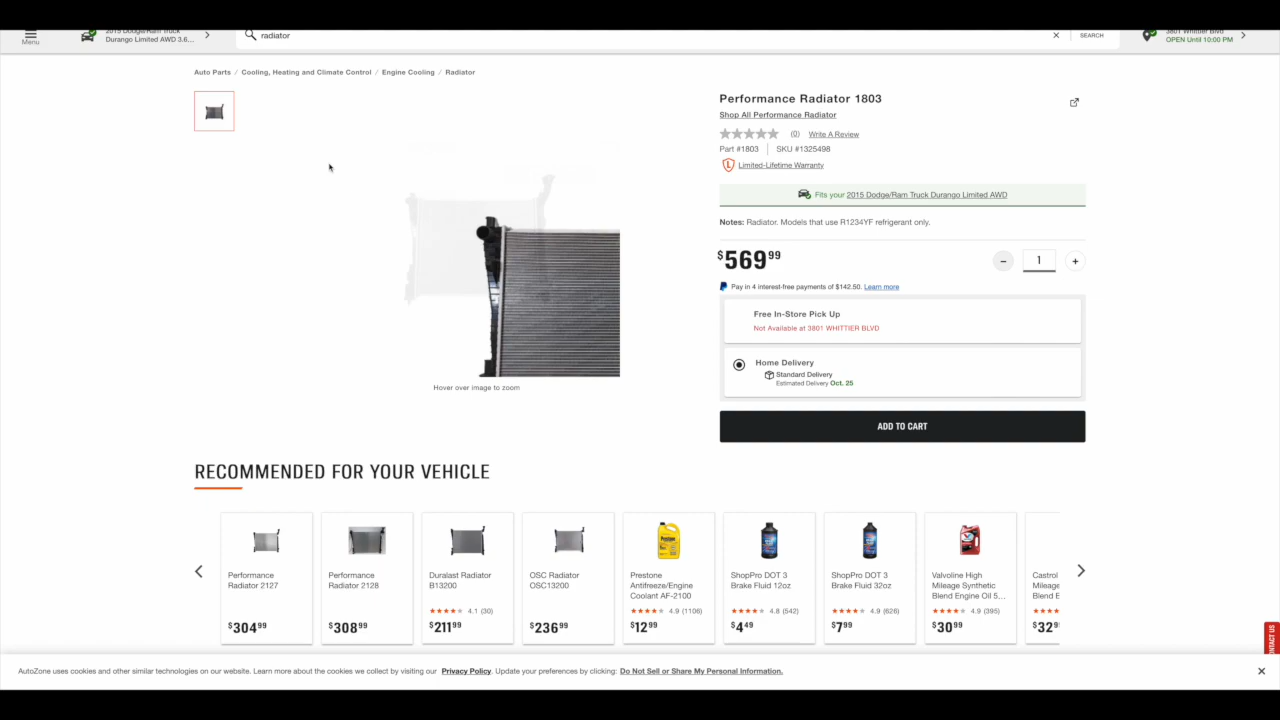 Menu
2015 Dodge/Ram Truck
Durango Limited AWD 3.6...
radiator
SEARCH
3801 Whittier Blvd
OPEN Until 10:00 PM
Auto Parts / Cooling, Heating and Climate Control / Engine Cooling / Radiator
Performance Radiator 1803
Shop All Performance Radiator
(0) Write A Review
Part #1803 SKU #1325498
Limited-Lifetime Warranty
Fits your 2015 Dodge/Ram Truck Durango Limited AWD
Notes: Radiator. Models that use R1234YF refrigerant only.
$569 99
− 1 +
Pay in 4 interest-free payments of $142.50. Learn more
Free In-Store Pick Up
Not Available at 3801 WHITTIER BLVD
Home Delivery
Standard Delivery
Estimated Delivery Oct. 25
Hover over image to zoom
ADD TO CART
RECOMMENDED FOR YOUR VEHICLE
Performance
Radiator 2127
$304 99
Performance
Radiator 2128
$308 99
Duralast Radiator
B13200
4.1 (30)
$211 99
OSC Radiator
OSC13200
$236 99
Prestone
Antifreeze/Engine
Coolant AF-2100
4.9 (1106)
$12 99
ShopPro DOT 3
Brake Fluid 12oz
4.8 (542)
$4 49
ShopPro DOT 3
Brake Fluid 32oz
4.9 (626)
$7 99
Valvoline High
Mileage Synthetic
Blend Engine Oil 5...
4.9 (395)
$30 99
Castrol
Mileage
Blend E
$32 9
CONTACT US
AutoZone uses cookies and other similar technologies on our website. Learn more about the cookies we collect by visiting our Privacy Policy. Update your preferences by clicking: Do Not Sell or Share My Personal Information.